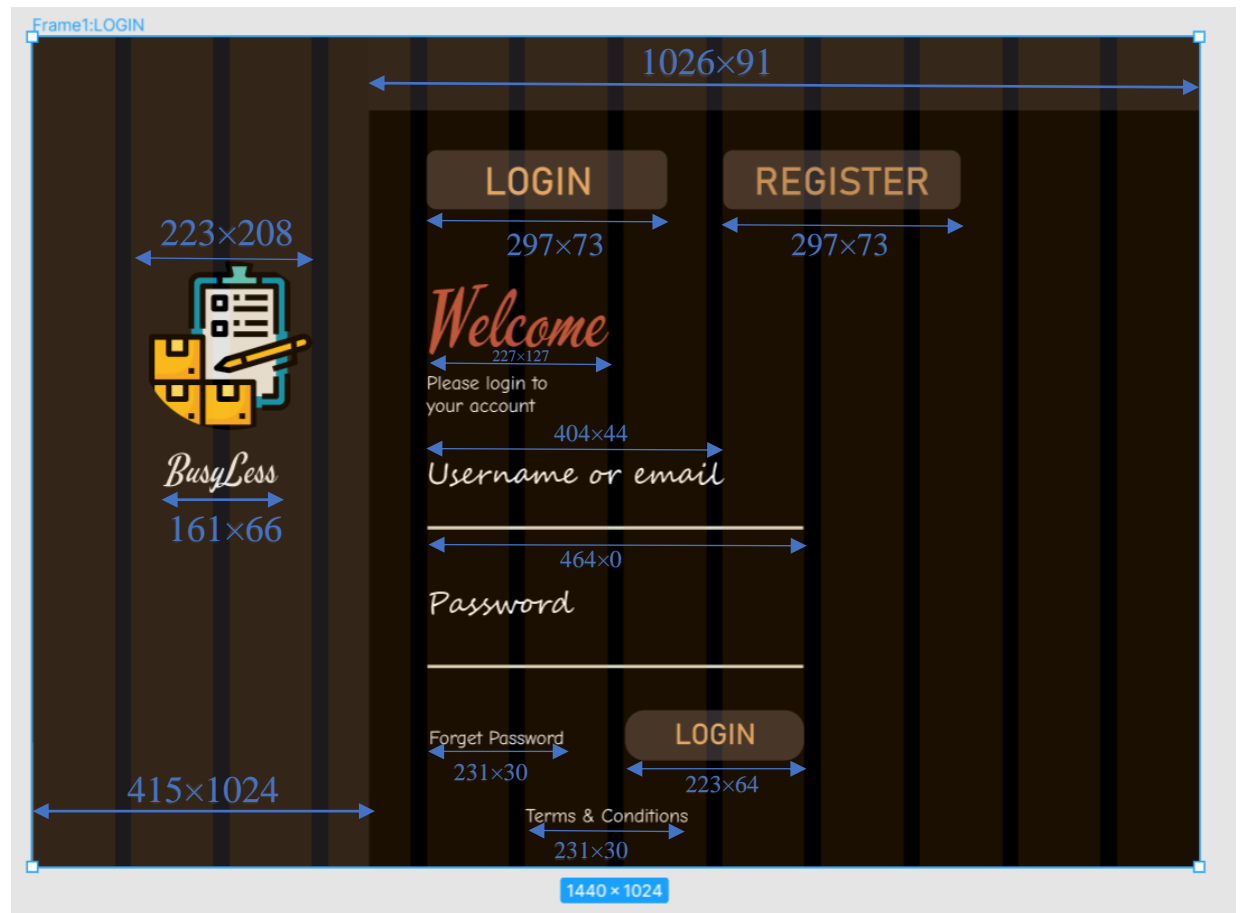 Frame1:LOGIN
1026×91
LOGIN
REGISTER
297×73
297×73
223×208
Welcome
227×127
Please login to
your account
404×44
Username or email
BusyLess
161×66
464×0
Password
Forget Password
LOGIN
231×30
223×64
415×1024
Terms & Conditions
231×30
1440×1024